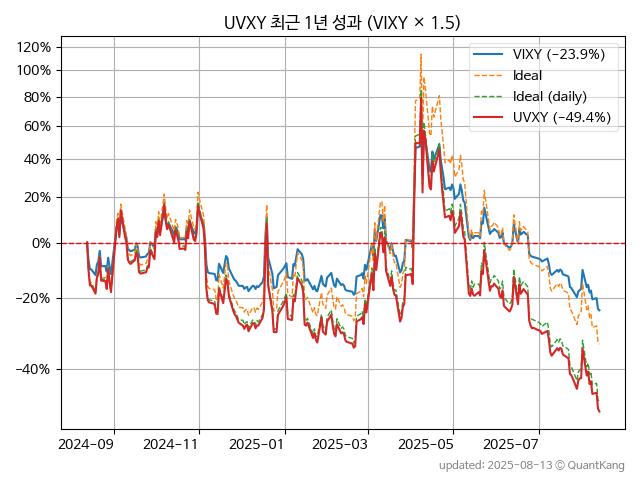 UVXY 최근 1년 성과 (VIXY × 1.5)
VIXY (−23.9%)
Ideal
Ideal (daily)
UVXY (−49.4%)
120%
100%
80%
60%
40%
20%
0%
−20%
−40%
2024-09
2024-11
2025-01
2025-03
2025-05
2025-07
updated: 2025-08-13 © QuantKang